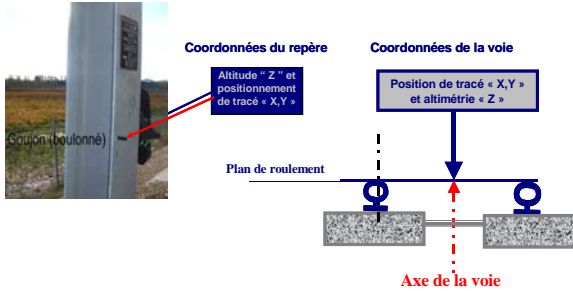 Coordonnées du repère
Coordonnées de la voie
Altitude “ Z ” et
positionnement
de tracé « X,Y »
Position de tracé « X,Y »
et altimétrie « Z »
Goujon (boulonné)
Plan de roulement
Axe de la voie